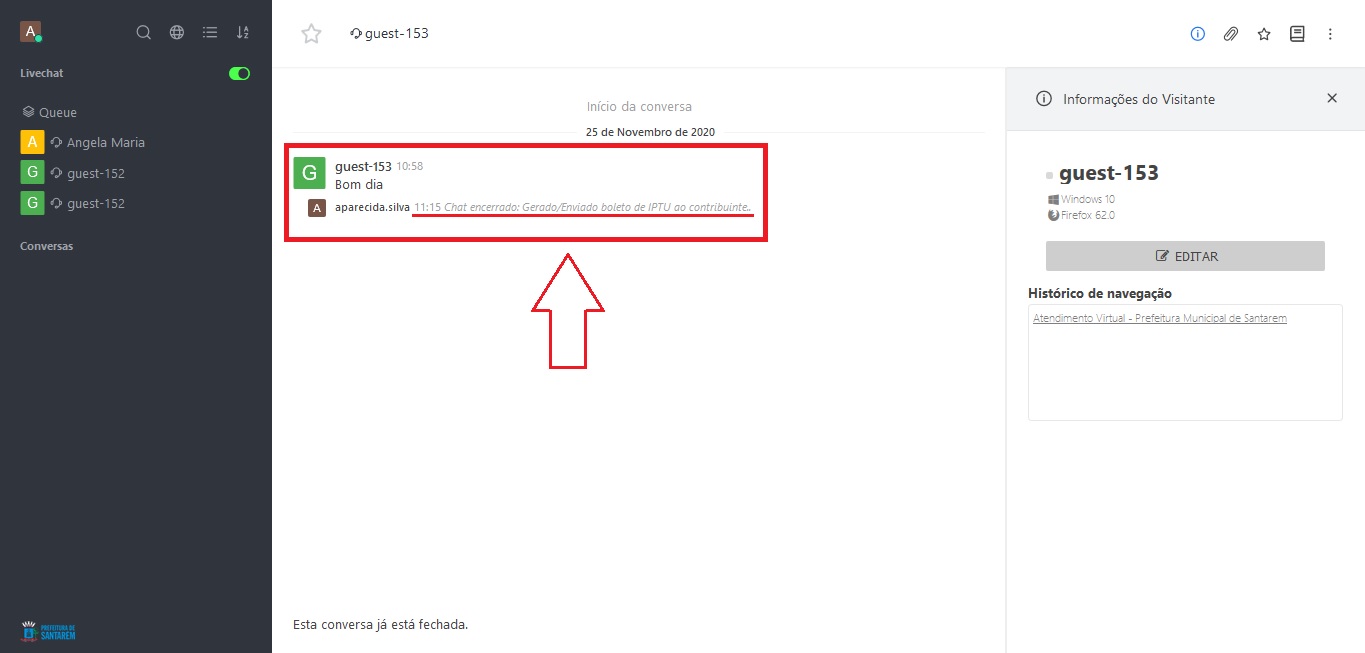 A
Livechat
Queue
A Angela Maria
G guest-152
G guest-152
Conversas
PREFEITURA DE
SANTARÉM
guest-153
Início da conversa
25 de Novembro de 2020
G guest-153 10:58
Bom dia
A aparecida.silva 11:15 Chat encerrado: Gerado/Enviado boleto de IPTU ao contribuinte..
Esta conversa já está fechada.
Informações do Visitante
guest-153
Windows 10
Firefox 62.0
EDITAR
Histórico de navegação
Atendimento Virtual - Prefeitura Municipal de Santarem